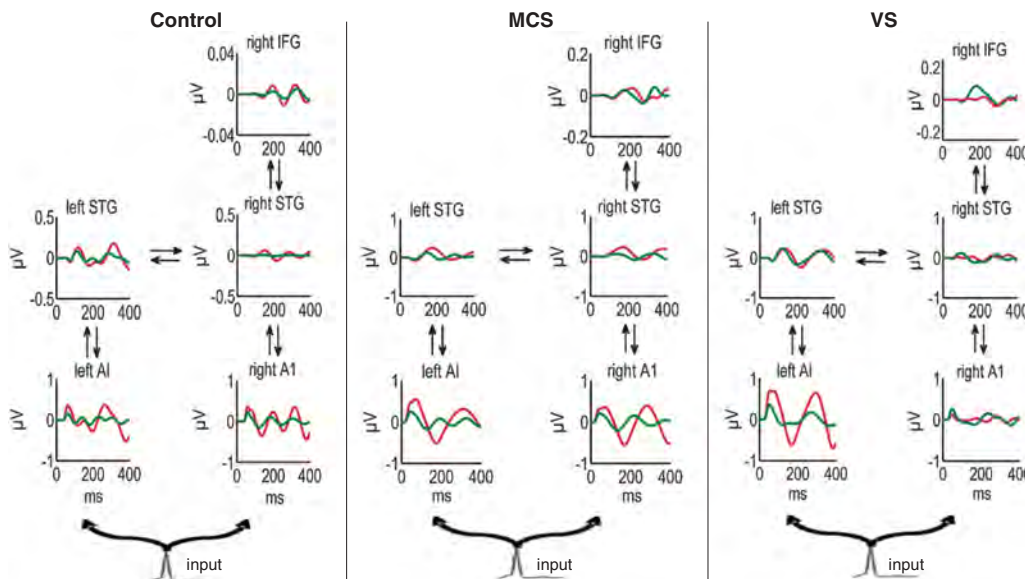 Control
right IFG
0.04
0
-0.04
µV
0 200 400
left STG
0.5
0
-0.5
µV
0 200 400
right STG
0.5
0
-0.5
µV
0 200 400
left AI
1
0
-1
µV
0 200 400
ms
right A1
1
0
-1
µV
0 200 400
ms
input
MCS
right IFG
0.2
0
-0.2
µV
0 200 400
left STG
1
0
-1
µV
0 200 400
right STG
1
0
-1
µV
0 200 400
left AI
1
0
-1
µV
0 200 400
ms
right A1
1
0
-1
µV
0 200 400
ms
input
VS
right IFG
0.2
0
-0.2
µV
0 200 400
left STG
1
0
-1
µV
0 200 400
right STG
1
0
-1
µV
0 200 400
left AI
1
0
-1
µV
0 200 400
ms
right A1
1
0
-1
µV
0 200 400
ms
input